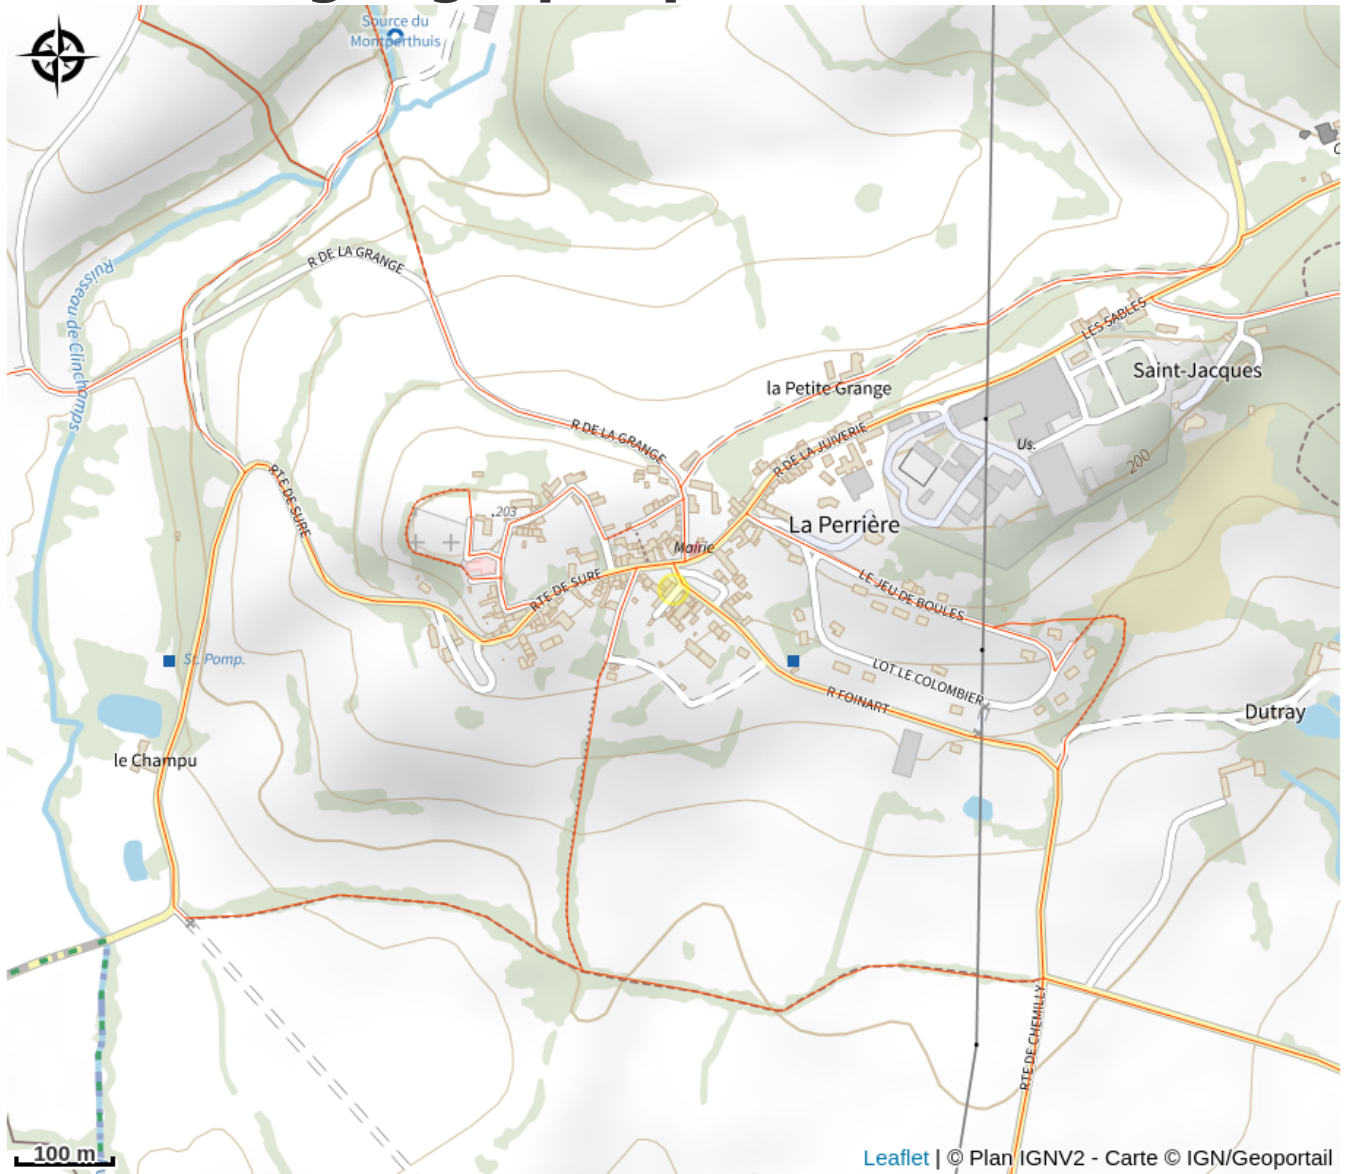 Source du
Montperthuis
R DE LA GRANGE
Ruisseau de Clinchamps
LES SABLES
Saint-Jacques
la Petite Grange
R DE LA GRANGE
R DE LA JUIVERIE
Us.
200
RTE DE SURE
.203
La Perrière
Mairie
RTE DE SURE
LE JEU DE BOULES
St. Pomp.
LOT LE COLOMBIER
R FOINART
Dutray
le Champu
RTE DE CHEMILLY
100 m
Leaflet | © Plan IGNV2 - Carte © IGN/Geoportail